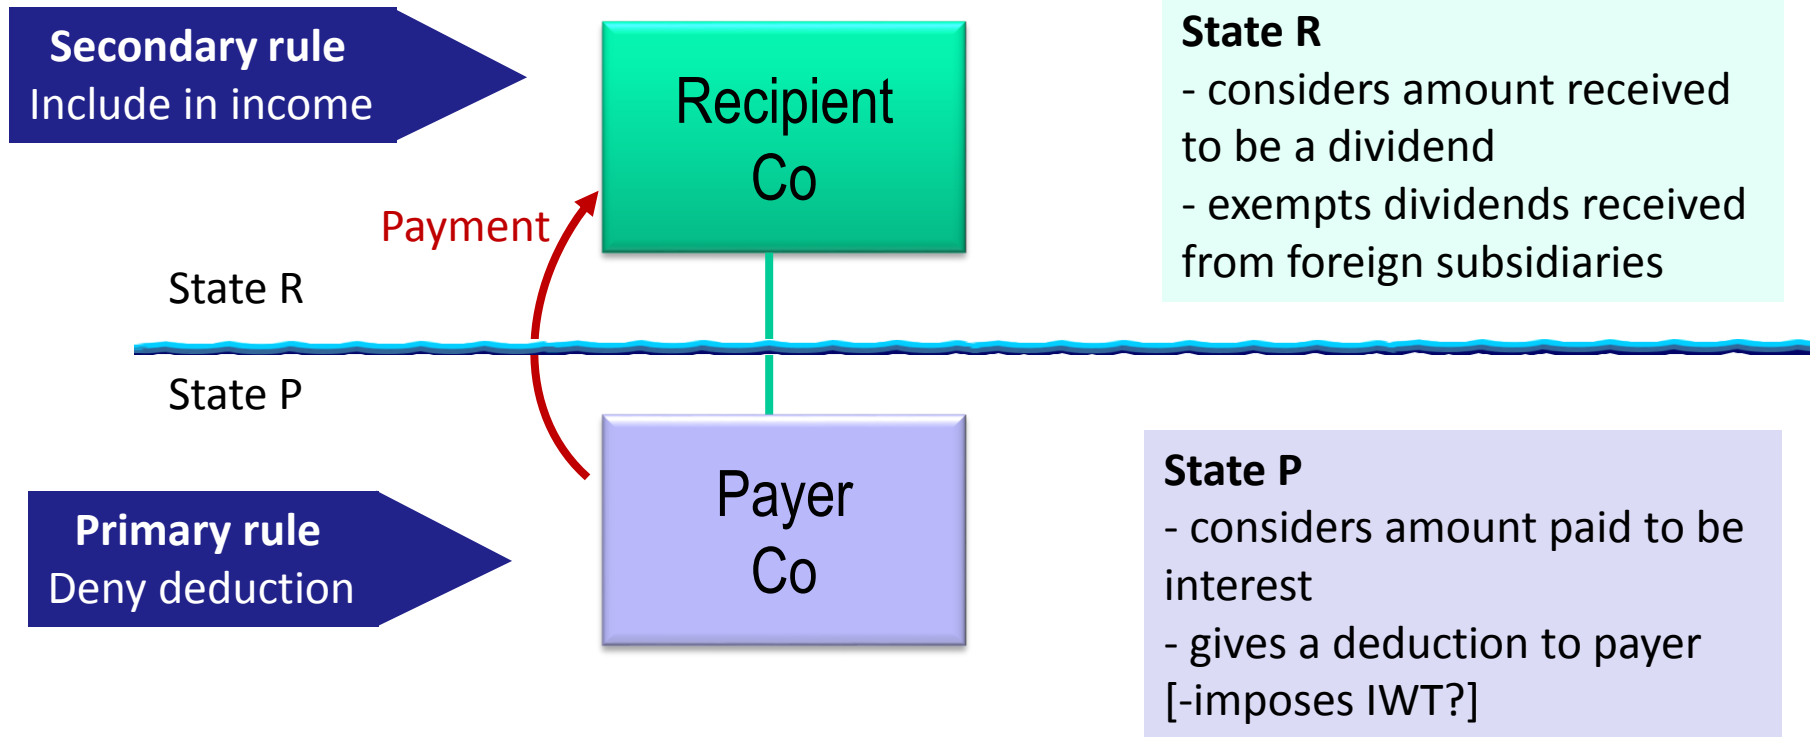 Secondary rule
Include in income
Recipient
Co
State R
- considers amount received
to be a dividend
- exempts dividends received
from foreign subsidiaries
Payment
State R
State P
Primary rule
Deny deduction
Payer
Co
State P
- considers amount paid to be
interest
- gives a deduction to payer
[-imposes IWT?]